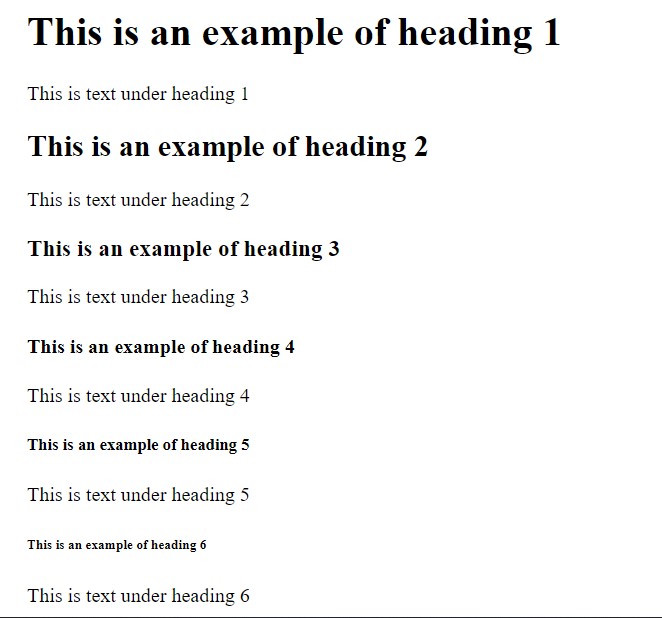 This is an example of heading 1
This is text under heading 1
This is an example of heading 2
This is text under heading 2
This is an example of heading 3
This is text under heading 3
This is an example of heading 4
This is text under heading 4
This is an example of heading 5
This is text under heading 5
This is an example of heading 6
This is text under heading 6